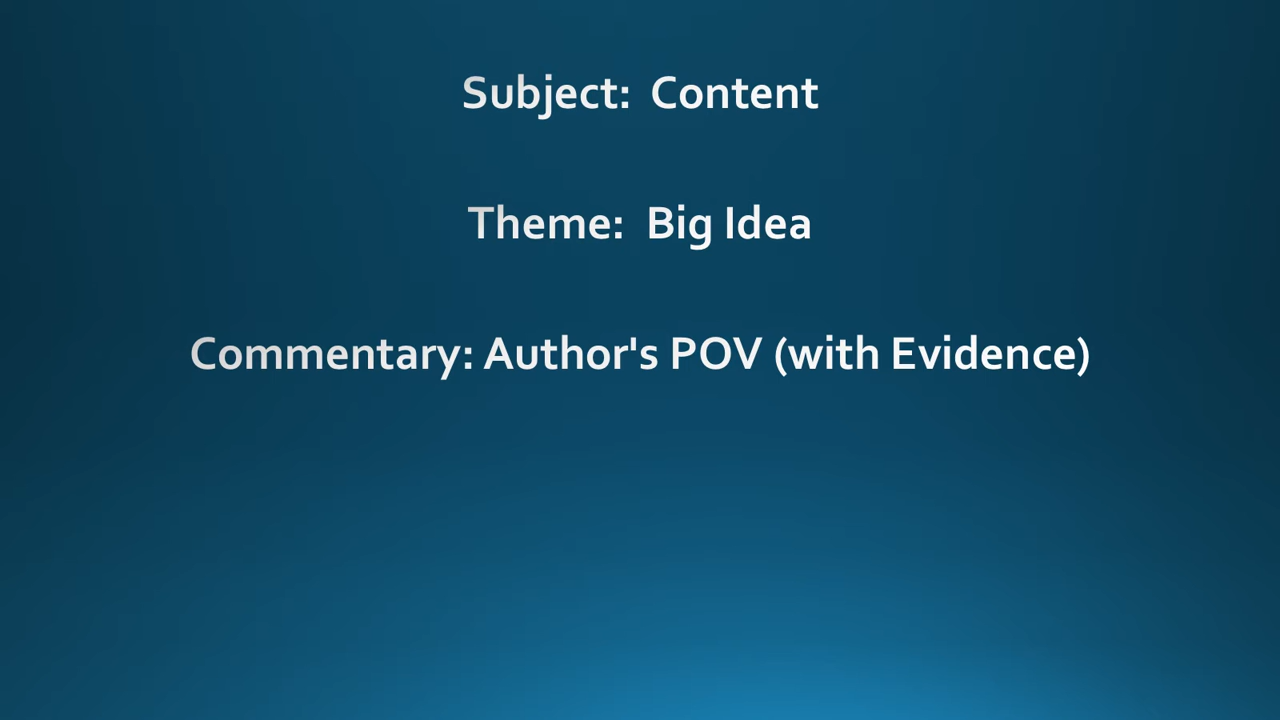 Subject: Content
Theme: Big Idea
Commentary: Author's POV (with Evidence)